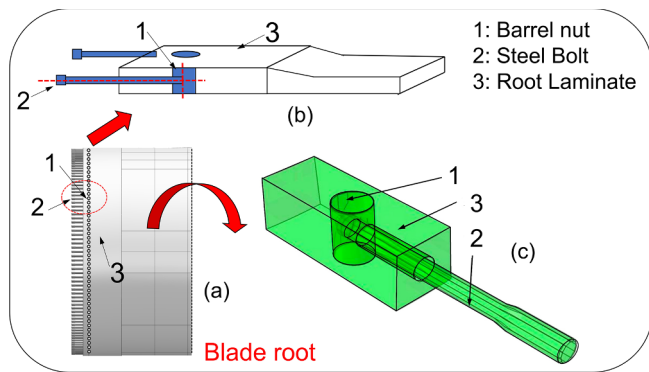 1
3
1: Barrel nut
2: Steel Bolt
3: Root Laminate
2
(b)
1
2
3
(a)
1
3
2
(c)
Blade root